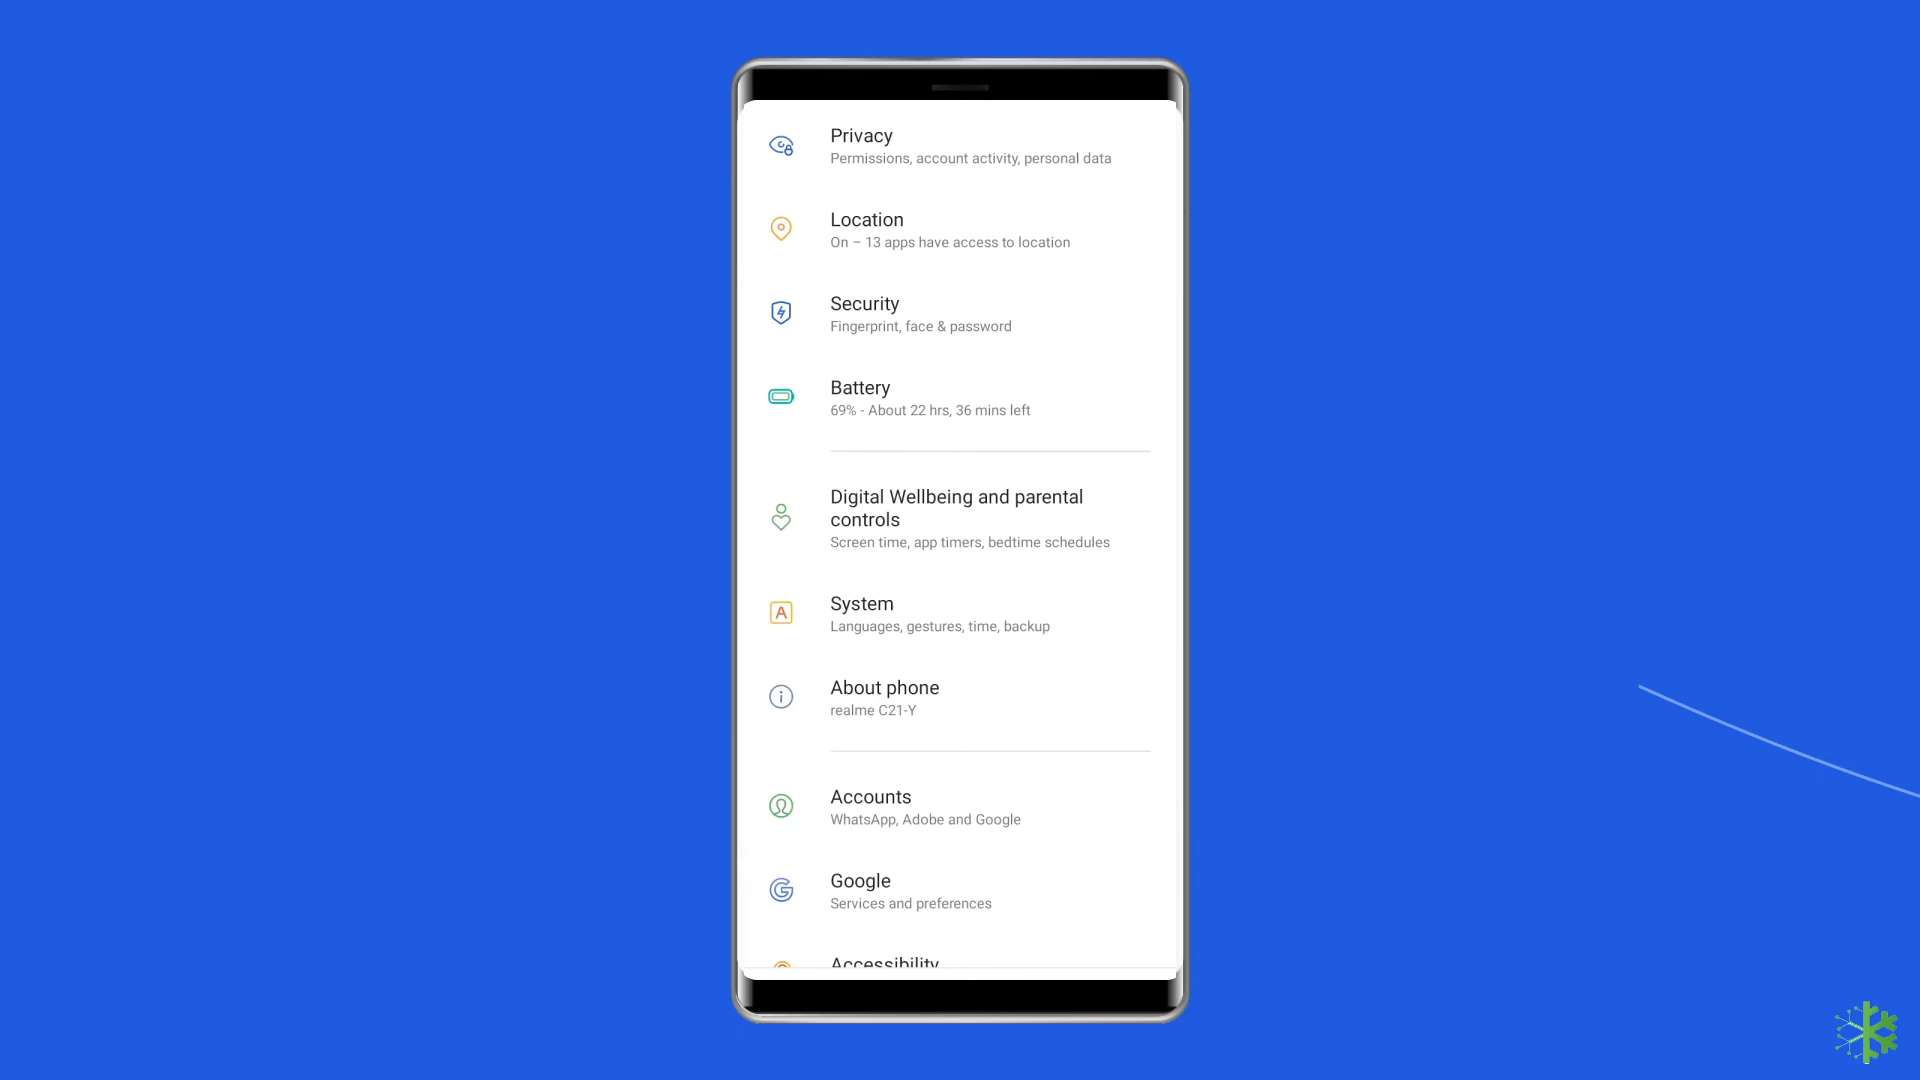 Privacy
Permissions, account activity, personal data
Location
On – 13 apps have access to location
Security
Fingerprint, face & password
Battery
69% - About 22 hrs, 36 mins left
Digital Wellbeing and parental
controls
Screen time, app timers, bedtime schedules
A
System
Languages, gestures, time, backup
About phone
realme C21-Y
Accounts
WhatsApp, Adobe and Google
Google
Services and preferences
Accessibility